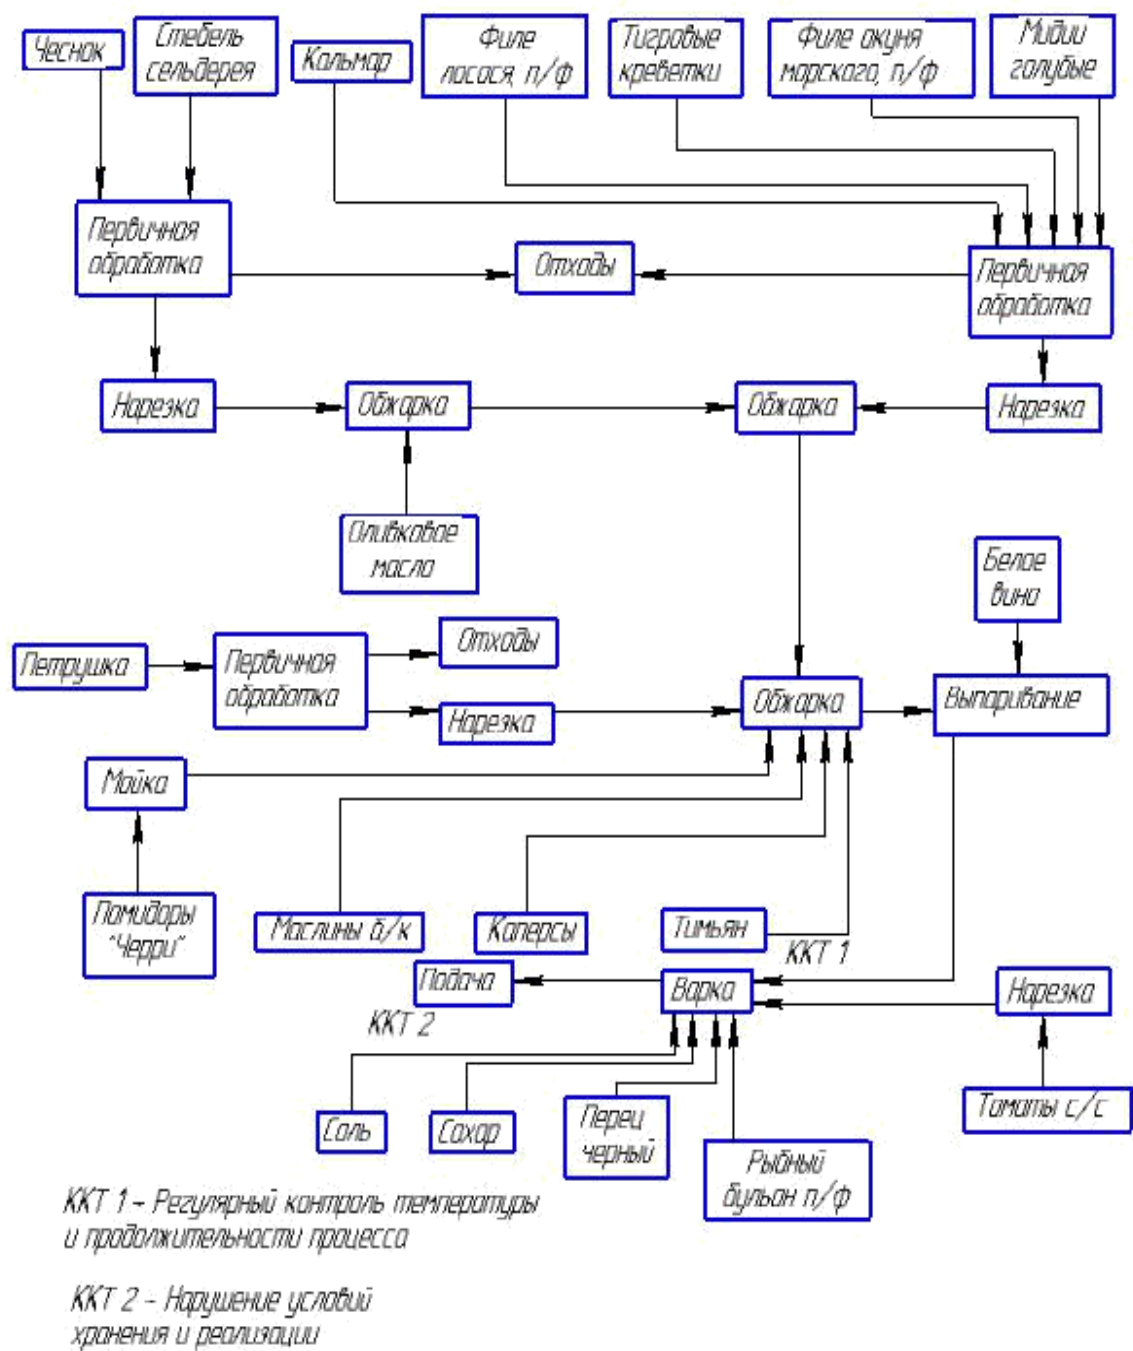 Чеснок
Стебель
сельдерея
Кальмар
Филе
лосося, п/ф
Тигровые
креветки
Филе окуня
морского, п/ф
Мидии
голубые
Первичная
обработка
Отходы
Первичная
обработка
Нарезка
Обжарка
Обжарка
Нарезка
Оливковое
масло
Белое
вино
Петрушка
Первичная
обработка
Отходы
Нарезка
Обжарка
Выпаривание
Мойка
Помидоры
"Черри"
Маслины б/к
Каперсы
Тимьян
ККТ 1
Подача
Варка
Нарезка
ККТ 2
Соль
Сахар
Перец
черный
Рыбный
бульон п/ф
Томаты с/с
ККТ 1 - Регулярный контроль температуры
и продолжительности процесса
ККТ 2 - Нарушение условий
хранения и реализации